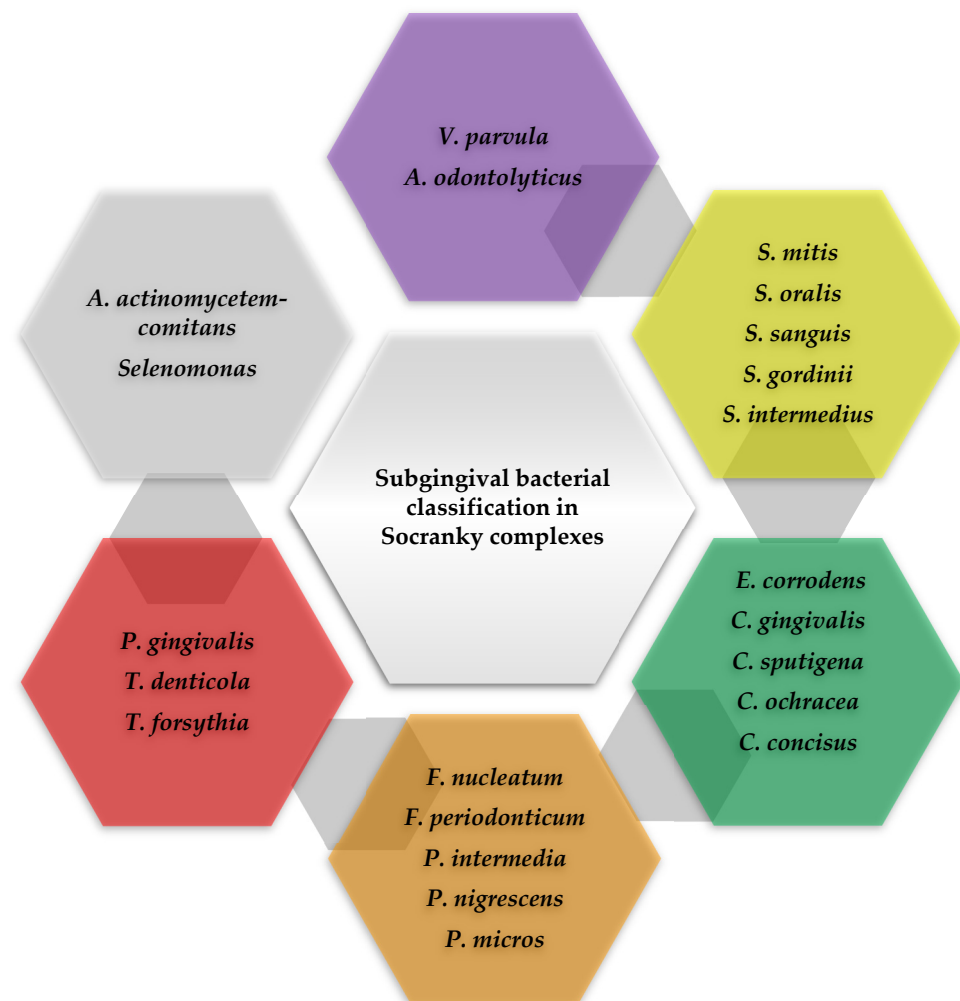 V. parvula
A. odontolyticus
S. mitis
S. oralis
S. sanguis
S. gordinii
S. intermedius
A. actinomycetem-
comitans
Selenomonas
Subgingival bacterial
classification in
Socranky complexes
E. corrodens
C. gingivalis
C. sputigena
C. ochracea
C. concisus
P. gingivalis
T. denticola
T. forsythia
F. nucleatum
F. periodonticum
P. intermedia
P. nigrescens
P. micros